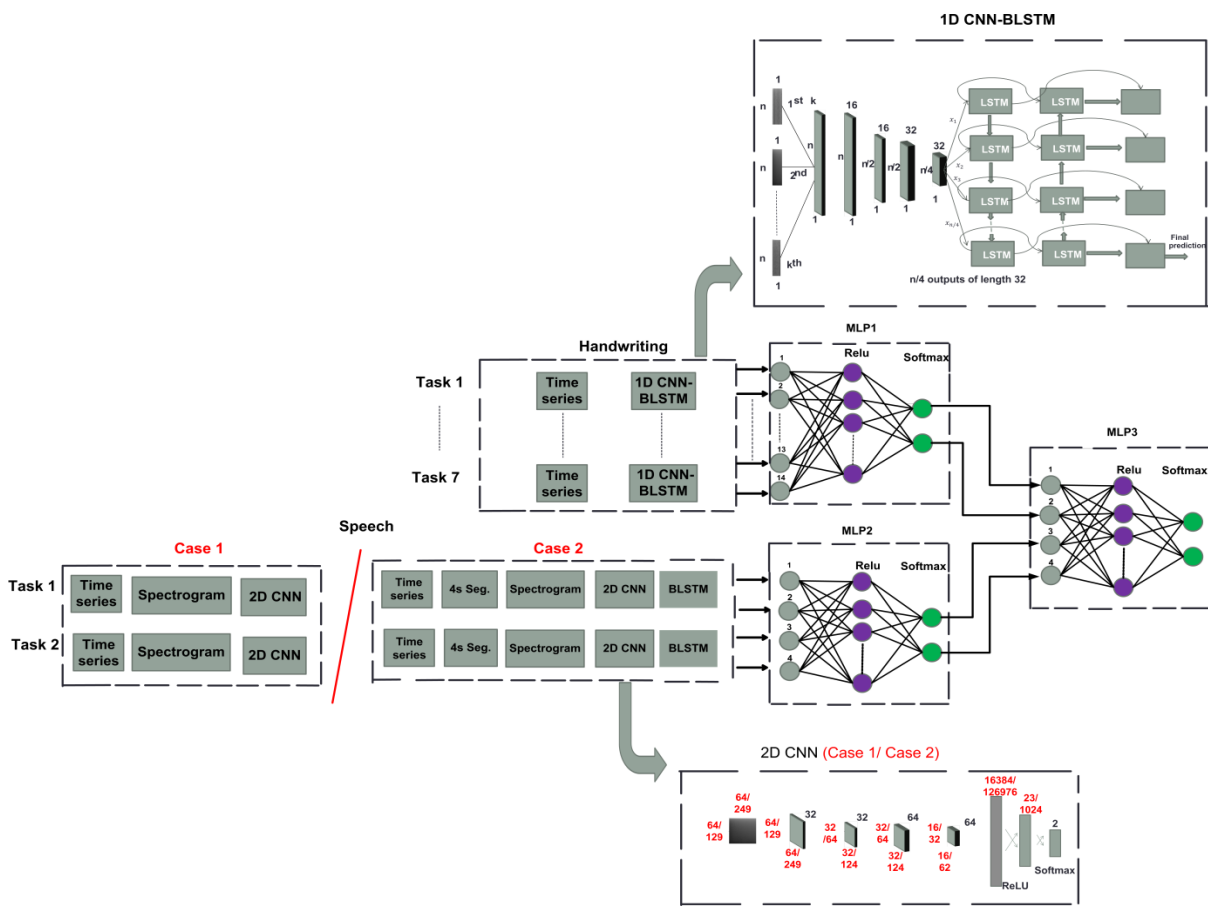 1D CNN-BLSTM
1
n
1st
k
n
1
1
n
2nd
n
kth
1
16
n
1
16
n/2
1
32
n/2
1
32
n/4
1
x1
x2
x3
xn/4
LSTM
LSTM
LSTM
LSTM
LSTM
LSTM
LSTM
LSTM
Final
prediction
n/4 outputs of length 32
Handwriting
Task 1
Time
series
1D CNN-
BLSTM
Task 7
Time
series
1D CNN-
BLSTM
MLP1
Relu
Softmax
1
2
13
14
MLP3
Relu
Softmax
1
2
3
4
Speech
Case 1
Task 1
Time
series
Spectrogram
2D CNN
Task 2
Time
series
Spectrogram
2D CNN
Case 2
Time
series
4s Seg.
Spectrogram
2D CNN
BLSTM
Time
series
4s Seg.
Spectrogram
2D CNN
BLSTM
MLP2
Relu
Softmax
1
2
3
4
2D CNN (Case 1/ Case 2)
64/
249
64/
129
64/
129
32
64/
249
32
/64
32
32/
124
32/
64
64
32/
124
16/
32
64
16/
62
16384/
126976
ReLU
23/
1024
2
Softmax